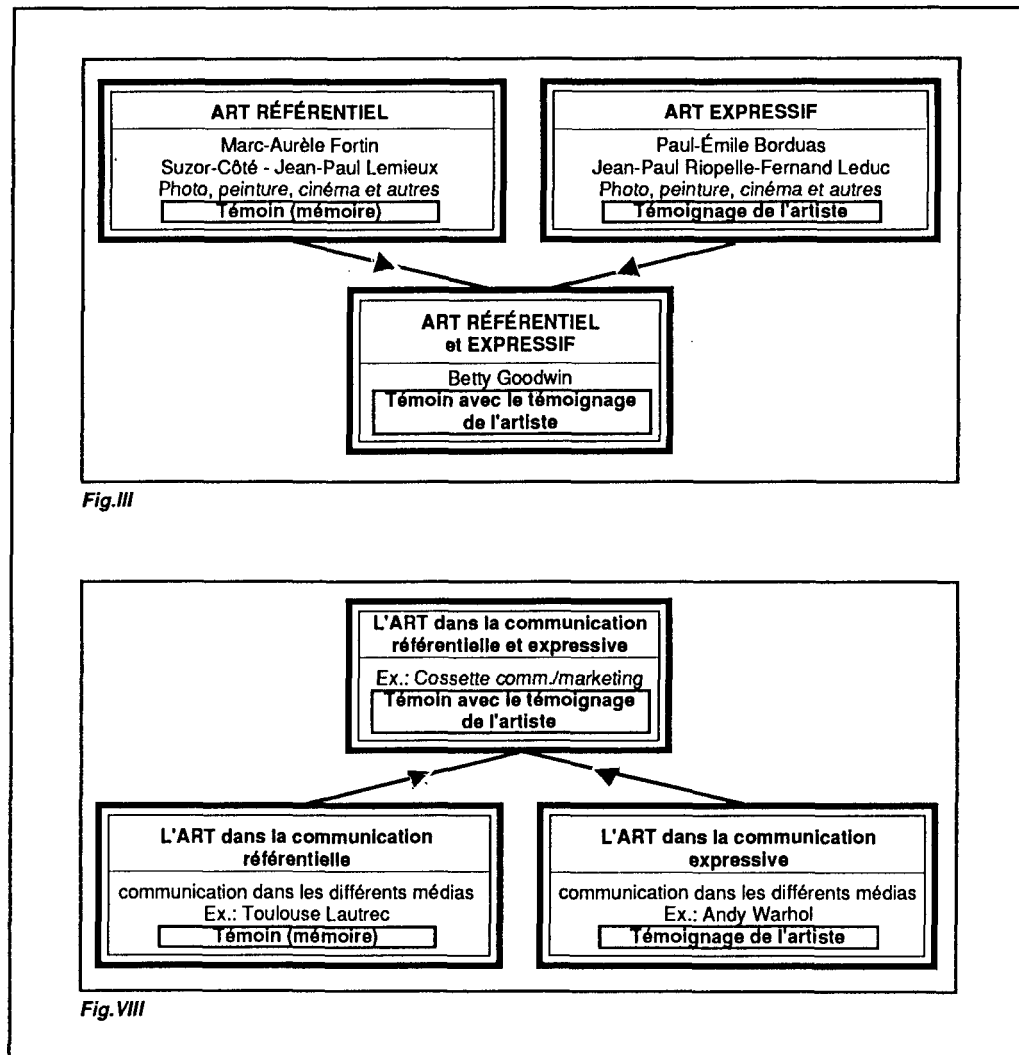 ART RÉFÉRENTIEL
Marc-Aurèle Fortin
Suzor-Côté - Jean-Paul Lemieux
Photo, peinture, cinéma et autres
Témoin (mémoire)
ART EXPRESSIF
Paul-Émile Borduas
Jean-Paul Riopelle-Fernand Leduc
Photo, peinture, cinéma et autres
Témoignage de l'artiste
ART RÉFÉRENTIEL
et EXPRESSIF
Betty Goodwin
Témoin avec le témoignage
de l'artiste
Fig.III
L'ART dans la communication
référentielle et expressive
Ex.: Cossette comm./marketing
Témoin avec le témoignage
de l'artiste
L'ART dans la communication
référentielle
communication dans les différents médias
Ex.: Toulouse Lautrec
Témoin (mémoire)
L'ART dans la communication
expressive
communication dans les différents médias
Ex.: Andy Warhol
Témoignage de l'artiste
Fig.VIII